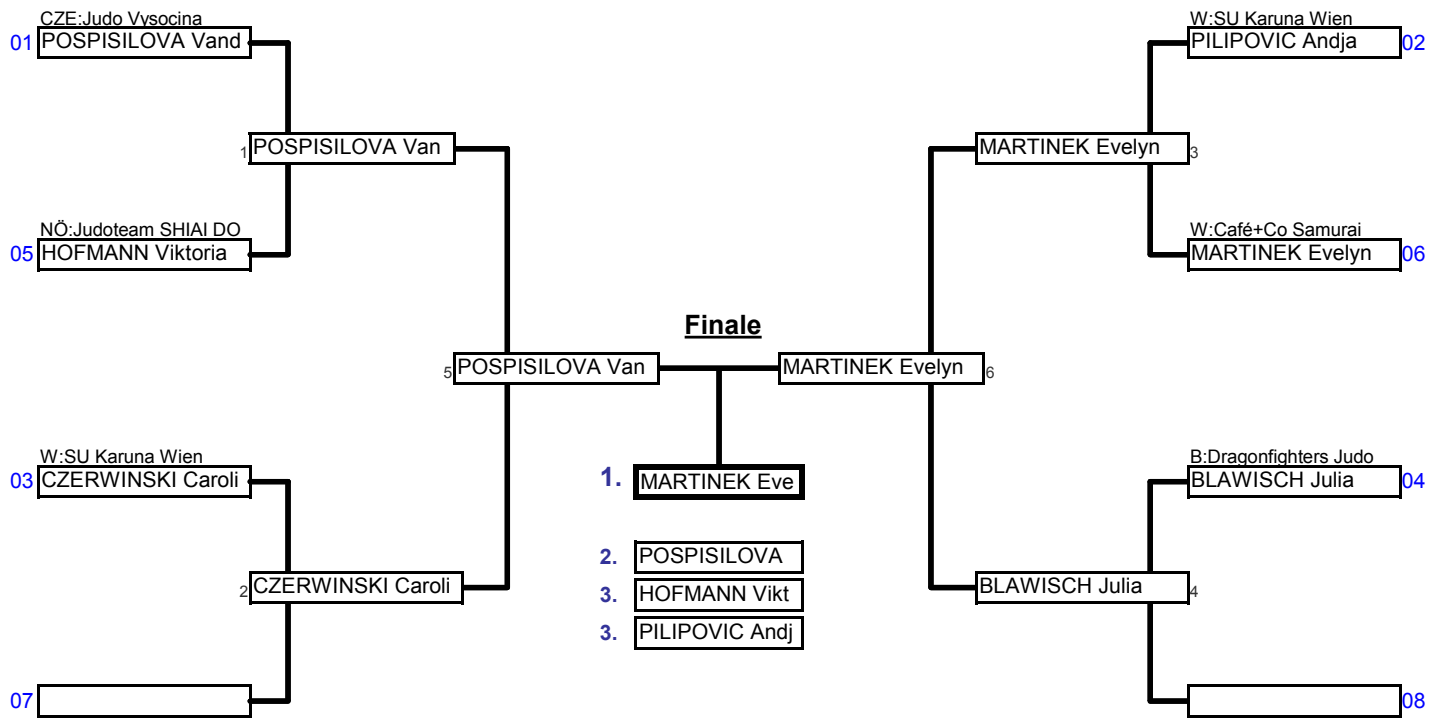 CZE:Judo Vysocina
01 POSPISILOVA Vand
W:SU Karuna Wien
PILIPOVIC Andja 02
1 POSPISILOVA Van
MARTINEK Evelyn 3
NÖ:Judoteam SHIAI DO
05 HOFMANN Viktoria
W:Café+Co Samurai
MARTINEK Evelyn 06
Finale
5 POSPISILOVA Van
MARTINEK Evelyn 6
W:SU Karuna Wien
03 CZERWINSKI Caroli
B:Dragonfighters Judo
BLAWISCH Julia 04
1. MARTINEK Eve
2. POSPISILOVA
3. HOFMANN Vikt
3. PILIPOVIC Andj
2 CZERWINSKI Caroli
BLAWISCH Julia 4
07
08